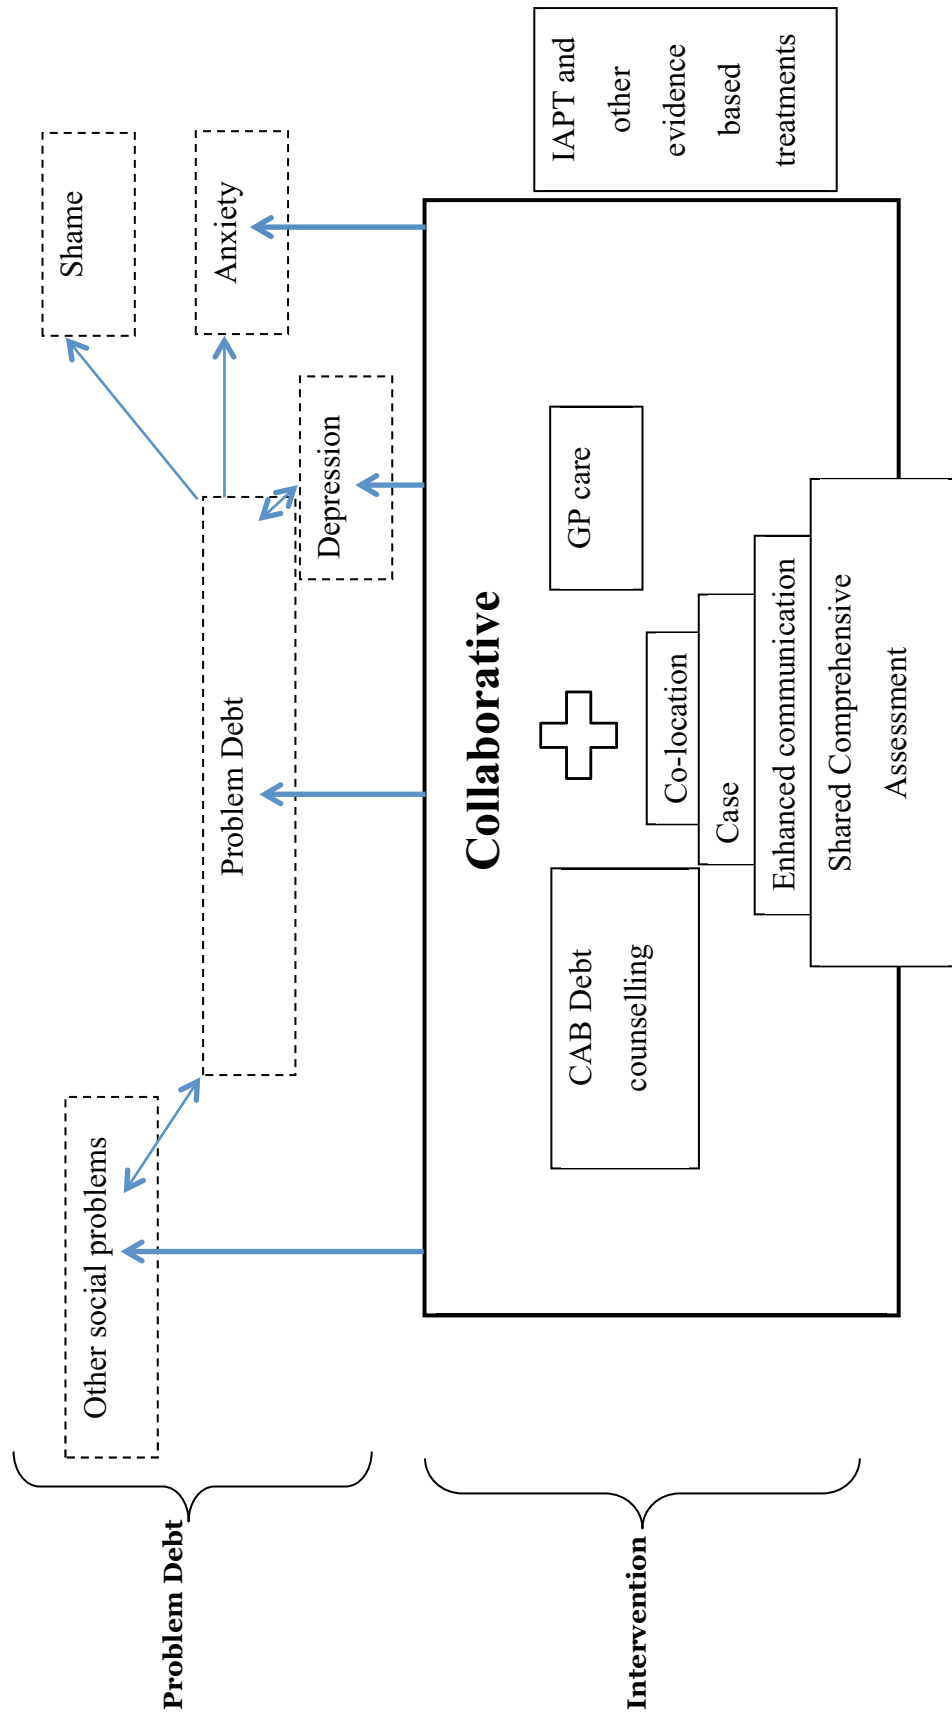 Problem Debt
Other social problems
Problem Debt
Shame
Anxiety
Depression
Intervention
Collaborative
CAB Debt
counselling
GP care
Co-location
Case
Enhanced communication
Shared Comprehensive
Assessment
IAPT and
other
evidence
based
treatments